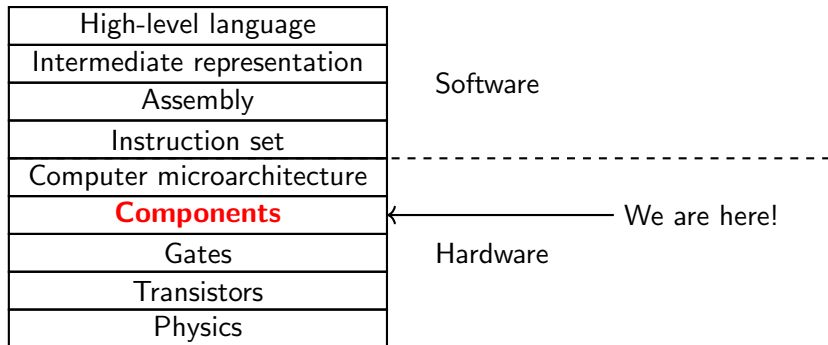 High-level language
Intermediate representation
Software
Assembly
Instruction set
Computer microarchitecture
Components
We are here!
Gates
Hardware
Transistors
Physics